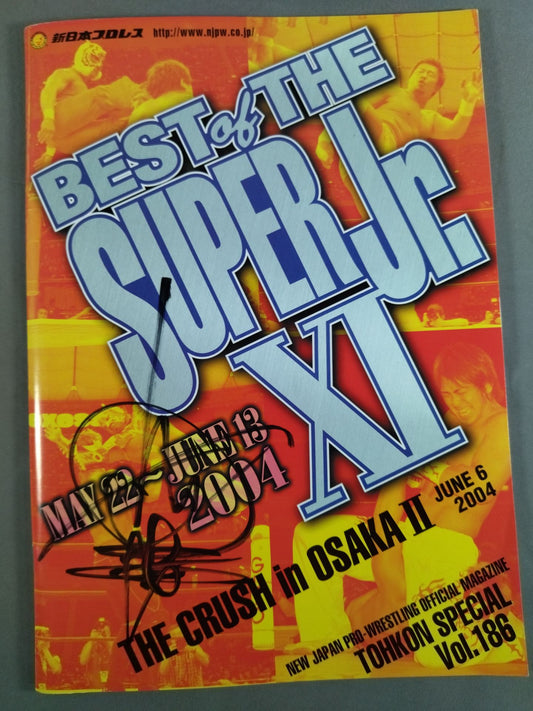 新日本プロレス http://www.njpw.co.jp/
BEST of THE
SUPER Jr.
XI
MAY 22~JUNE 13
2004
THE CRUSH in OSAKA II
JUNE 6
2004
NEW JAPAN PRO-WRESTLING OFFICIAL MAGAZINE
TOHKON SPECIAL
Vol.186